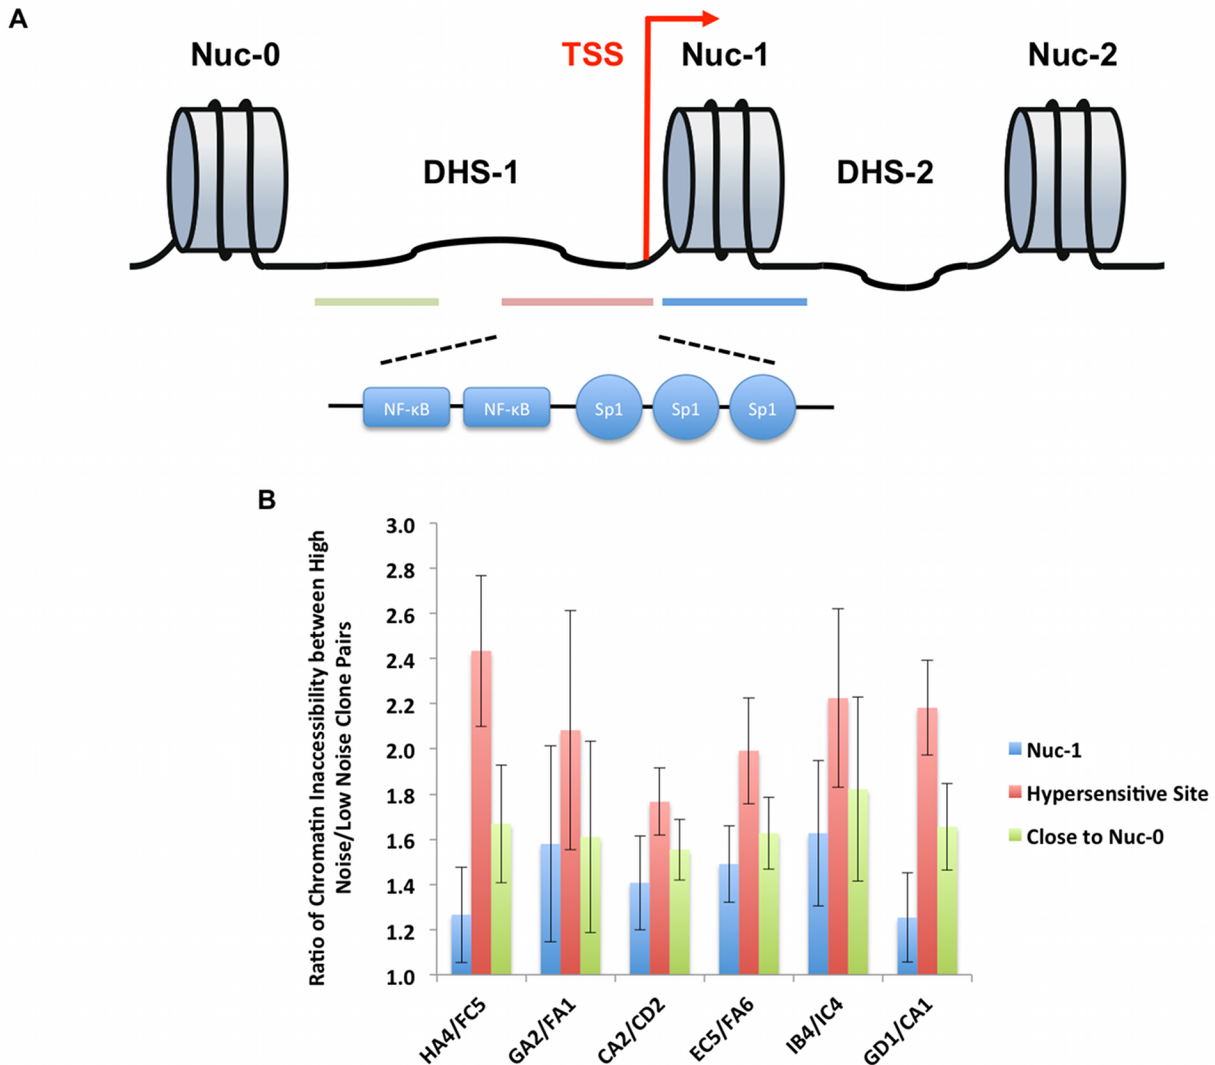 A
Nuc-0
TSS
Nuc-1
Nuc-2
DHS-1
DHS-2
NF-κB
NF-κB
Sp1
Sp1
Sp1
B
Ratio of Chromatin Inaccessibility between High
Noise/Low Noise Clone Pairs
3.0
2.8
2.6
2.4
2.2
2.0
1.8
1.6
1.4
1.2
1.0
HA4/FC5
GA2/FA1
CA2/CD2
EC5/FA6
IB4/IC4
GD1/CA1
Nuc-1
Hypersensitive Site
Close to Nuc-0